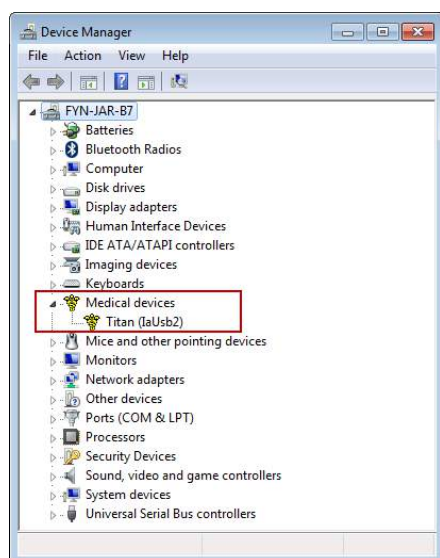 Device Manager
File Action View Help
FYN-JAR-B7
Batteries
Bluetooth Radios
Computer
Disk drives
Display adapters
Human Interface Devices
IDE ATA/ATAPI controllers
Imaging devices
Keyboards
Medical devices
Titan (IaUsb2)
Mice and other pointing devices
Monitors
Network adapters
Other devices
Ports (COM & LPT)
Processors
Security Devices
Sound, video and game controllers
System devices
Universal Serial Bus controllers